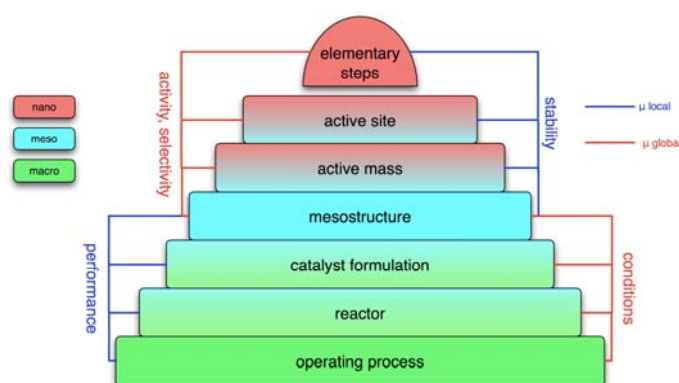 elementary
steps
active site
active mass
mesostructure
catalyst formulation
reactor
operating process
nano
meso
macro
activity, selectivity
performance
stability
conditions
μ local
μ globa